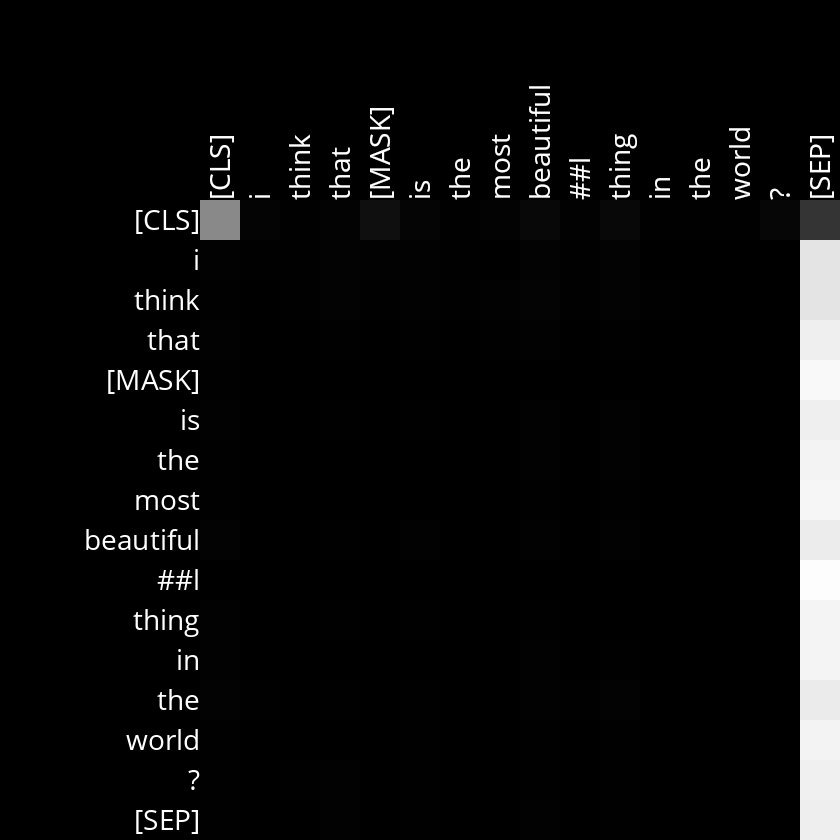 [CLS]
i
think
that
[MASK]
is
the
most
beautiful
##l
thing
in
the
world
?
[SEP]
[CLS]
i
think
that
[MASK]
is
the
most
beautiful
##l
thing
in
the
world
?
[SEP]